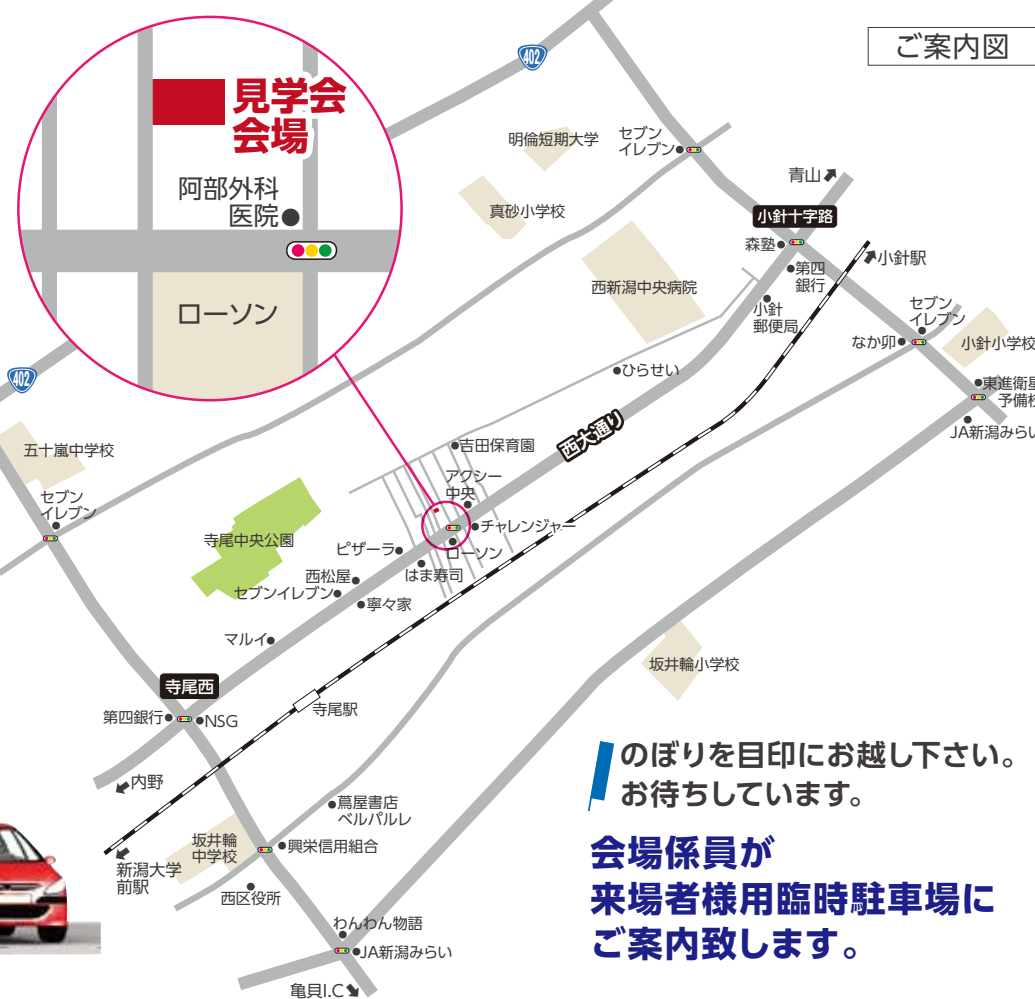 ご案内図
402
見学会
会場
阿部外科
医院
ローソン
402
明倫短期大学
セブン
イレブン
青山
真砂小学校
小針十字路
森塾
第四
銀行
小針駅
西新潟中央病院
小針
郵便局
セブン
イレブン
なか卯
小針小学校
ひらせい
東進衛星
予備校
JA新潟みらい
西大通り
五十嵐中学校
吉田保育園
アクシー
中央
セブン
イレブン
チャレンジャー
寺尾中央公園
ピザーラ
ローソン
はま寿司
西松屋
セブンイレブン
寧々家
マルイ
坂井輪小学校
寺尾西
寺尾駅
第四銀行
NSG
内野
蔦屋書店
ベルパルレ
坂井輪
中学校
興栄信用組合
新潟大学
前駅
西区役所
わんわん物語
JA新潟みらい
亀貝I.C
のぼりを目印にお越し下さい。
お待ちしています。
会場係員が
来場者様用臨時駐車場に
ご案内致します。